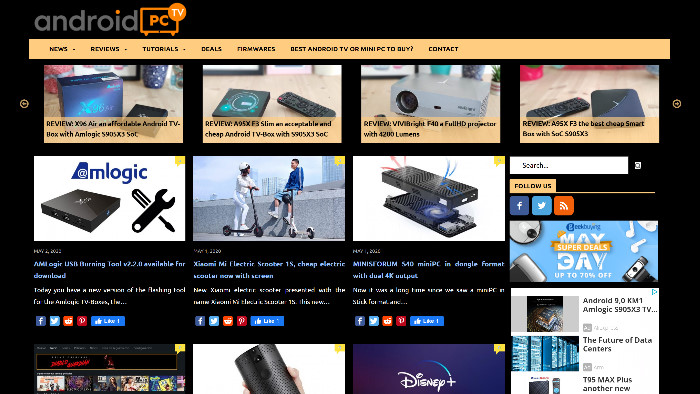 androidPC TV
NEWS REVIEWS TUTORIALS DEALS FIRMWARES BEST ANDROID TV OR MINI PC TO BUY? CONTACT
REVIEW: X96 Air an affordable Android TV-
Box with Amlogic S905X3 SoC
REVIEW: A95X F3 Slim an acceptable and
cheap Android TV-Box with S905X3 SoC
REVIEW: VIVIBright F40 a FullHD projector
with 4200 Lumens
REVIEW: A95X F3 the best cheap Smart
Box with SoC S905X3
@mlogic
Search...
FOLLOW US
geekbuying
MAY
SUPER DEALS
DAY
UP TO 70% OFF
MAY 2, 2020
AMLogic USB Burning Tool v2.2.0 available for
download
Today you have a new version of the flashing tool
for the Amlogic TV-Boxes, the...
Like 1
MAY 1, 2020
Xiaomi Mi Electric Scooter 1S, cheap electric
scooter now with screen
New Xiaomi electric scooter presented with the
name Xiaomi Mi Electric Scooter 1S. This new...
Like 1
MAY 1, 2020
MINISFORUM S40 miniPC in dongle format
with dual 4K output
Now it was a long time since we saw a miniPC in
Stick format and...
Like 1
Android 9,0 KM1
Amlogic S905X3 TV...
Ad
The Future of Data
Centers
Ad
T95 MAX Plus
another new
Disney+